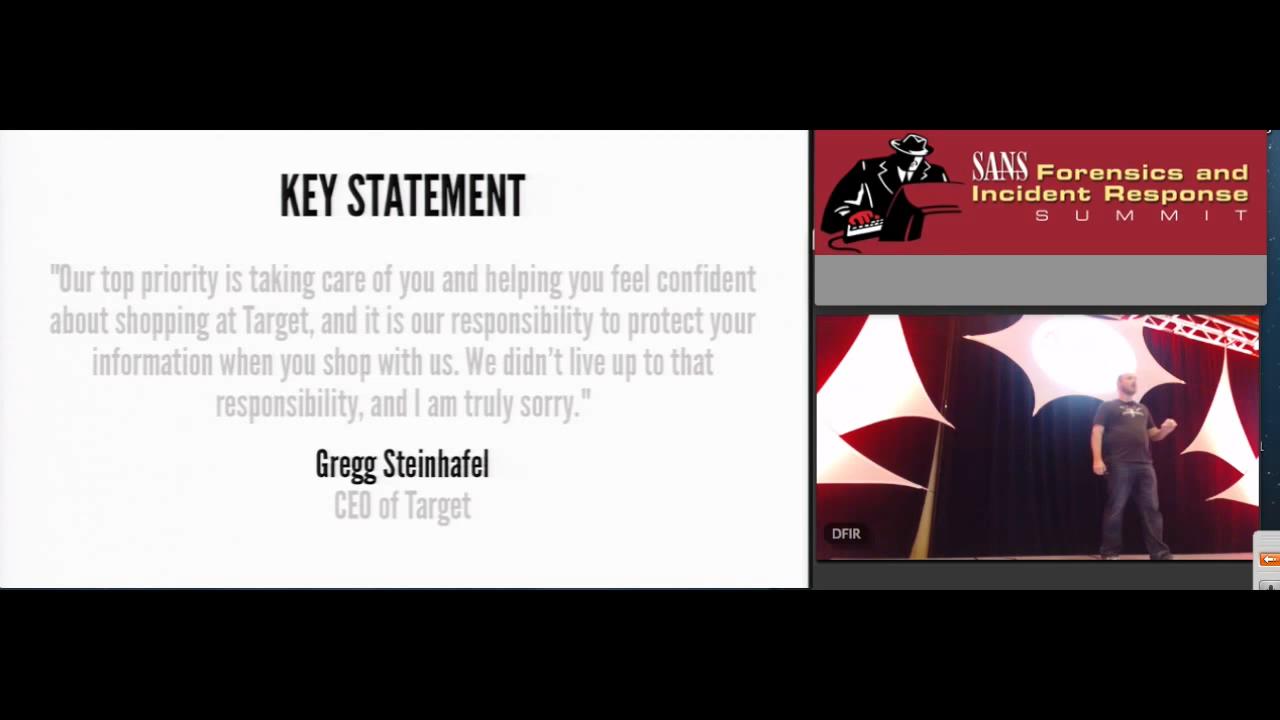 KEY STATEMENT
"Our top priority is taking care of you and helping you feel confident
about shopping at Target, and it is our responsibility to protect your
information when you shop with us. We didn’t live up to that
responsibility, and I am truly sorry."
Gregg Steinhafel
CEO of Target
SANS Forensics and
Incident Response
SUMMIT
DFIR